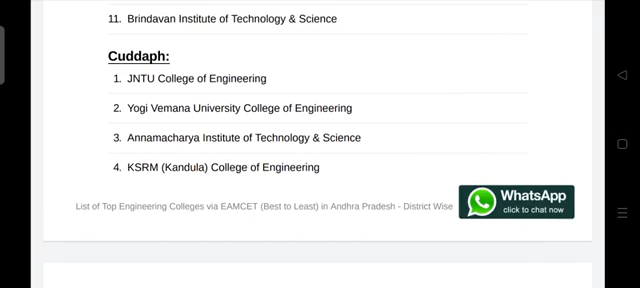 11. Brindavan Institute of Technology & Science
Cuddaph:
1. JNTU College of Engineering
2. Yogi Vemana University College of Engineering
3. Annamacharya Institute of Technology & Science
4. KSRM (Kandula) College of Engineering
List of Top Engineering Colleges via EAMCET (Best to Least) in Andhra Pradesh - District Wise
WhatsApp
click to chat now